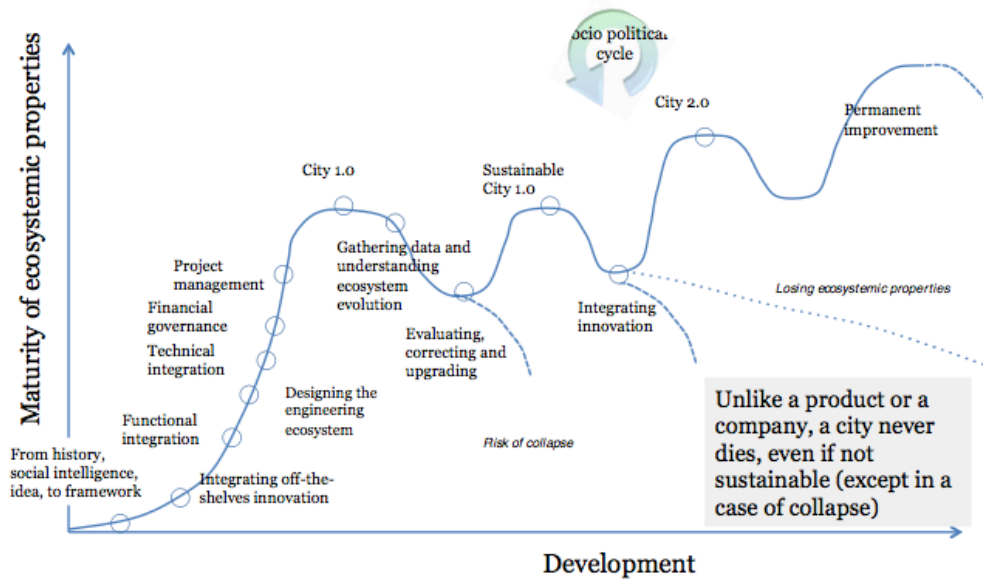 ocio political
cycle
City 2.0
Permanent
improvement
City 1.0
Sustainable
City 1.0
Gathering data and
understanding
ecosystem
evolution
Project
management
Financial
governance
Technical
integration
Losing ecosystemic properties
Integrating
innovation
Evaluating,
correcting and
upgrading
Designing the
engineering
ecosystem
Functional
integration
Risk of collapse
From history,
social intelligence,
idea, to framework
Integrating off-the-
shelves innovation
Unlike a product or a
company, a city never
dies, even if not
sustainable (except in a
case of collapse)
Maturity of ecosystemic properties
Development